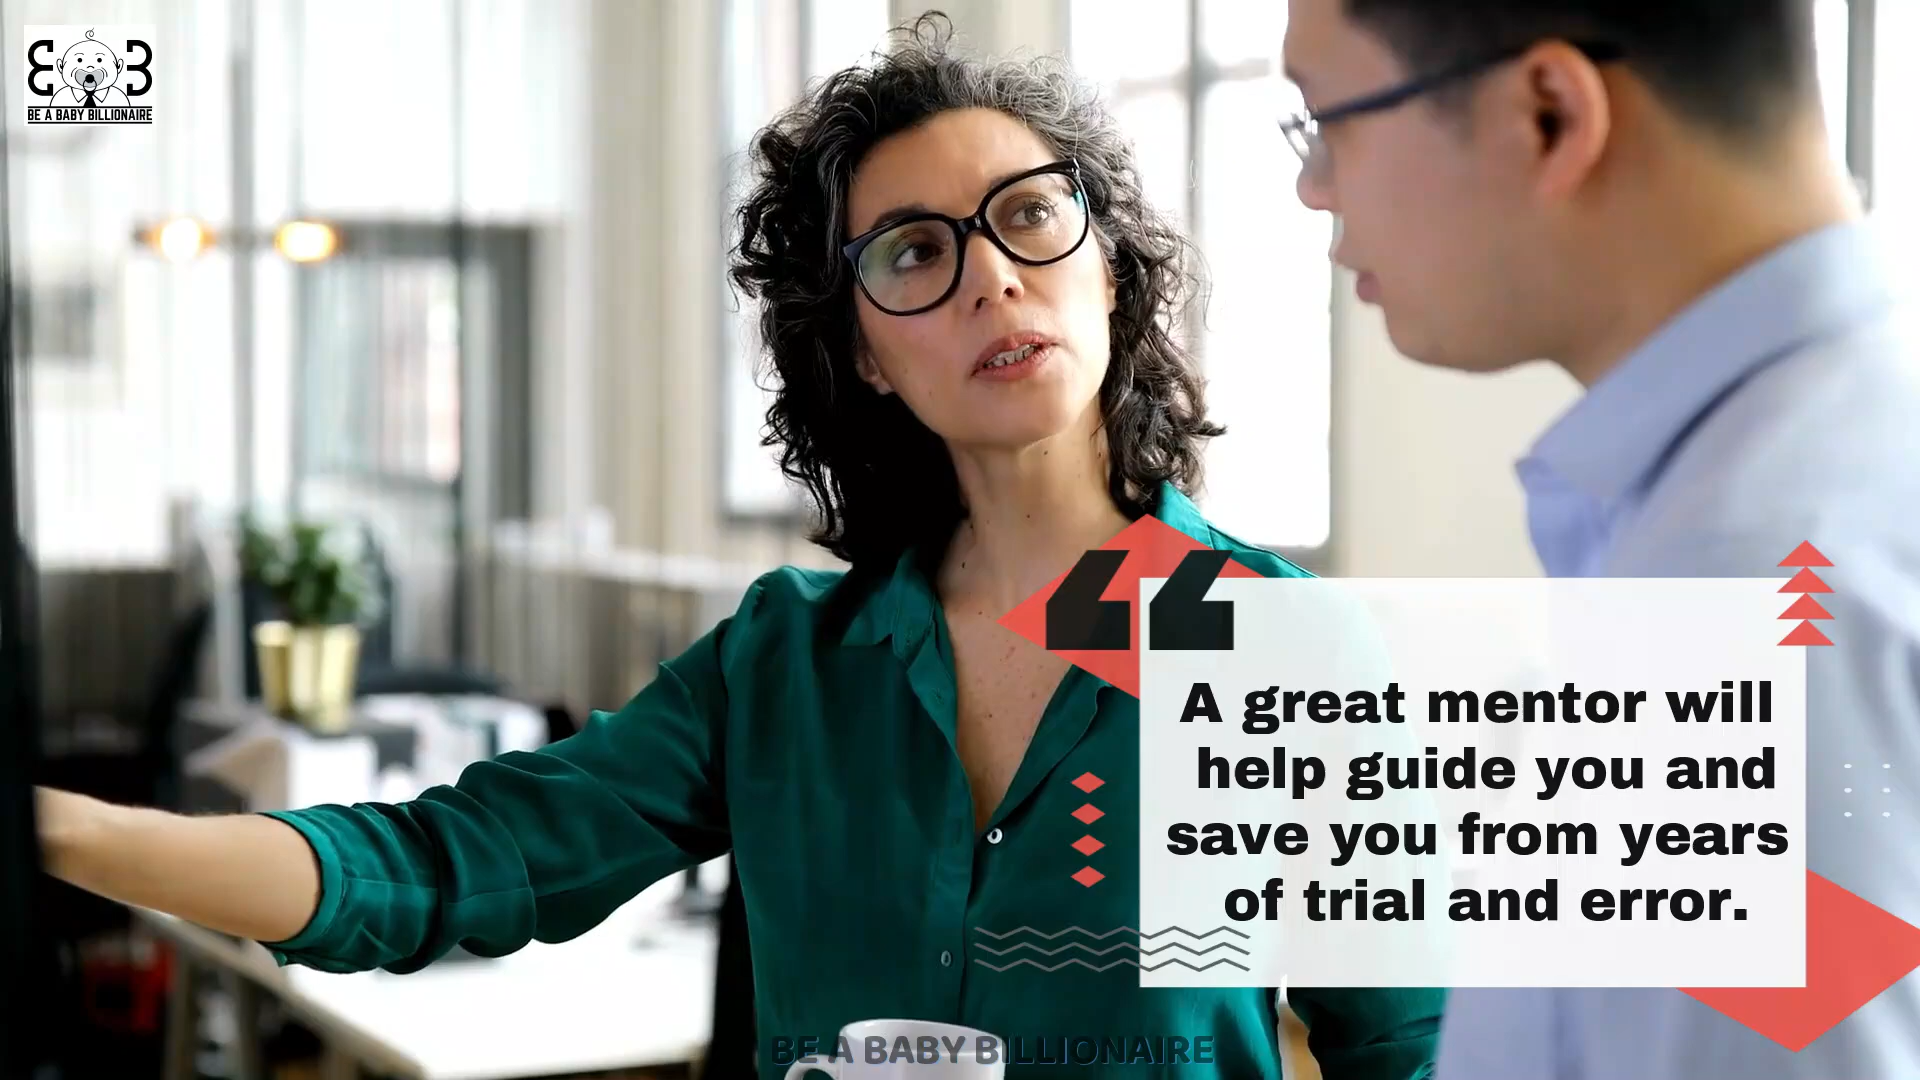 BE A BABY BILLIONAIRE
A great mentor will
help guide you and
save you from years
of trial and error.
BE A BABY BILLIONAIRE